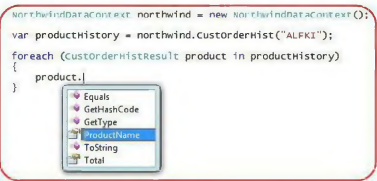 NorthwindDataContext northwind = new NorthwindDataContext();
var productHistory = northwind.CustOrderHist("ALFKI");
foreach (CustOrderHistResult product in productHistory)
{
product.
}
Equals
GetHashCode
GetType
ProductName
ToString
Total